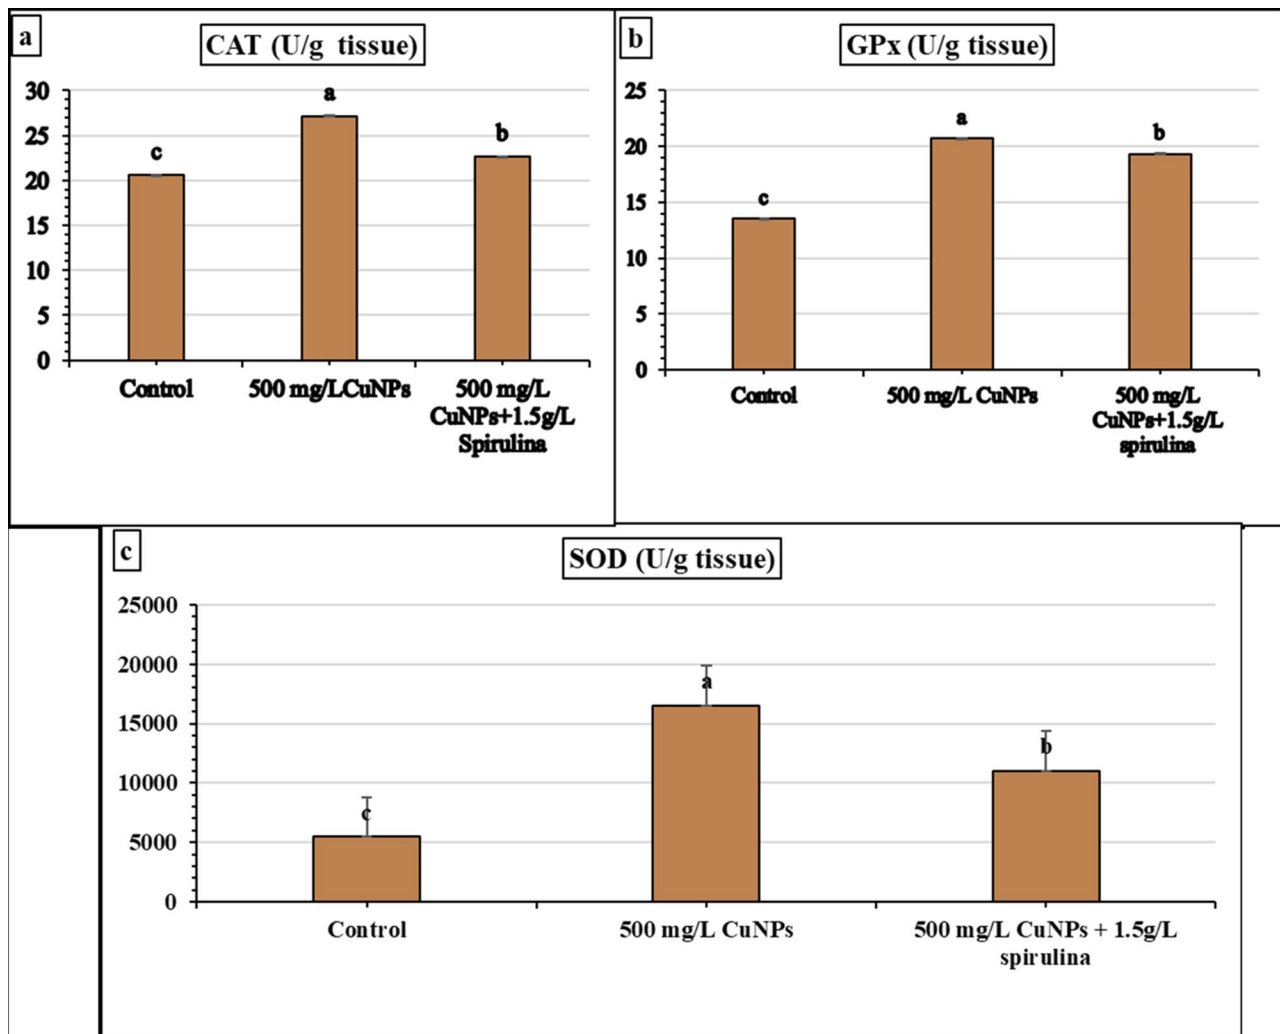 a
CAT (U/g tissue)
30
25
20
15
10
5
0
c
a
b
Control
500 mg/LCuNPs
500 mg/L
CuNPs+1.5g/L
Spirulina
b
GPx (U/g tissue)
25
20
15
10
5
0
c
a
b
Control
500 mg/L CuNPs
500 mg/L
CuNPs+1.5g/L
spirulina
c
SOD (U/g tissue)
25000
20000
15000
10000
5000
0
c
a
b
Control
500 mg/L CuNPs
500 mg/L CuNPs + 1.5g/L
spirulina